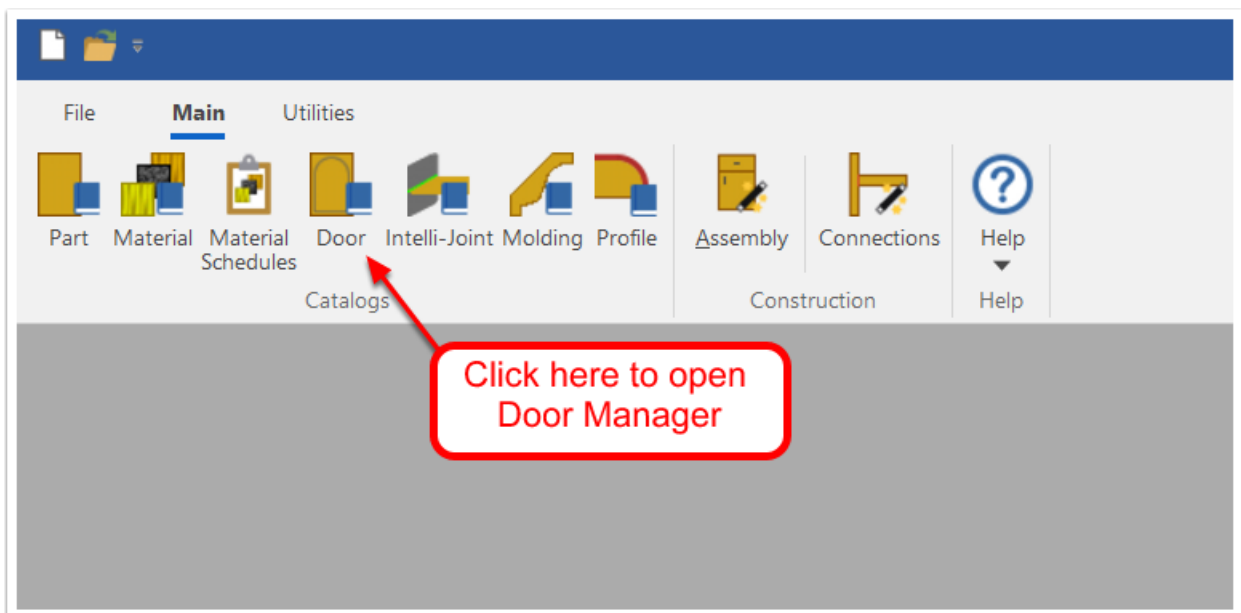 File Main Utilities
Part Material Material Schedules Door Intelli-Joint Molding Profile Assembly Connections Help
Catalogs Construction Help
Click here to open
Door Manager